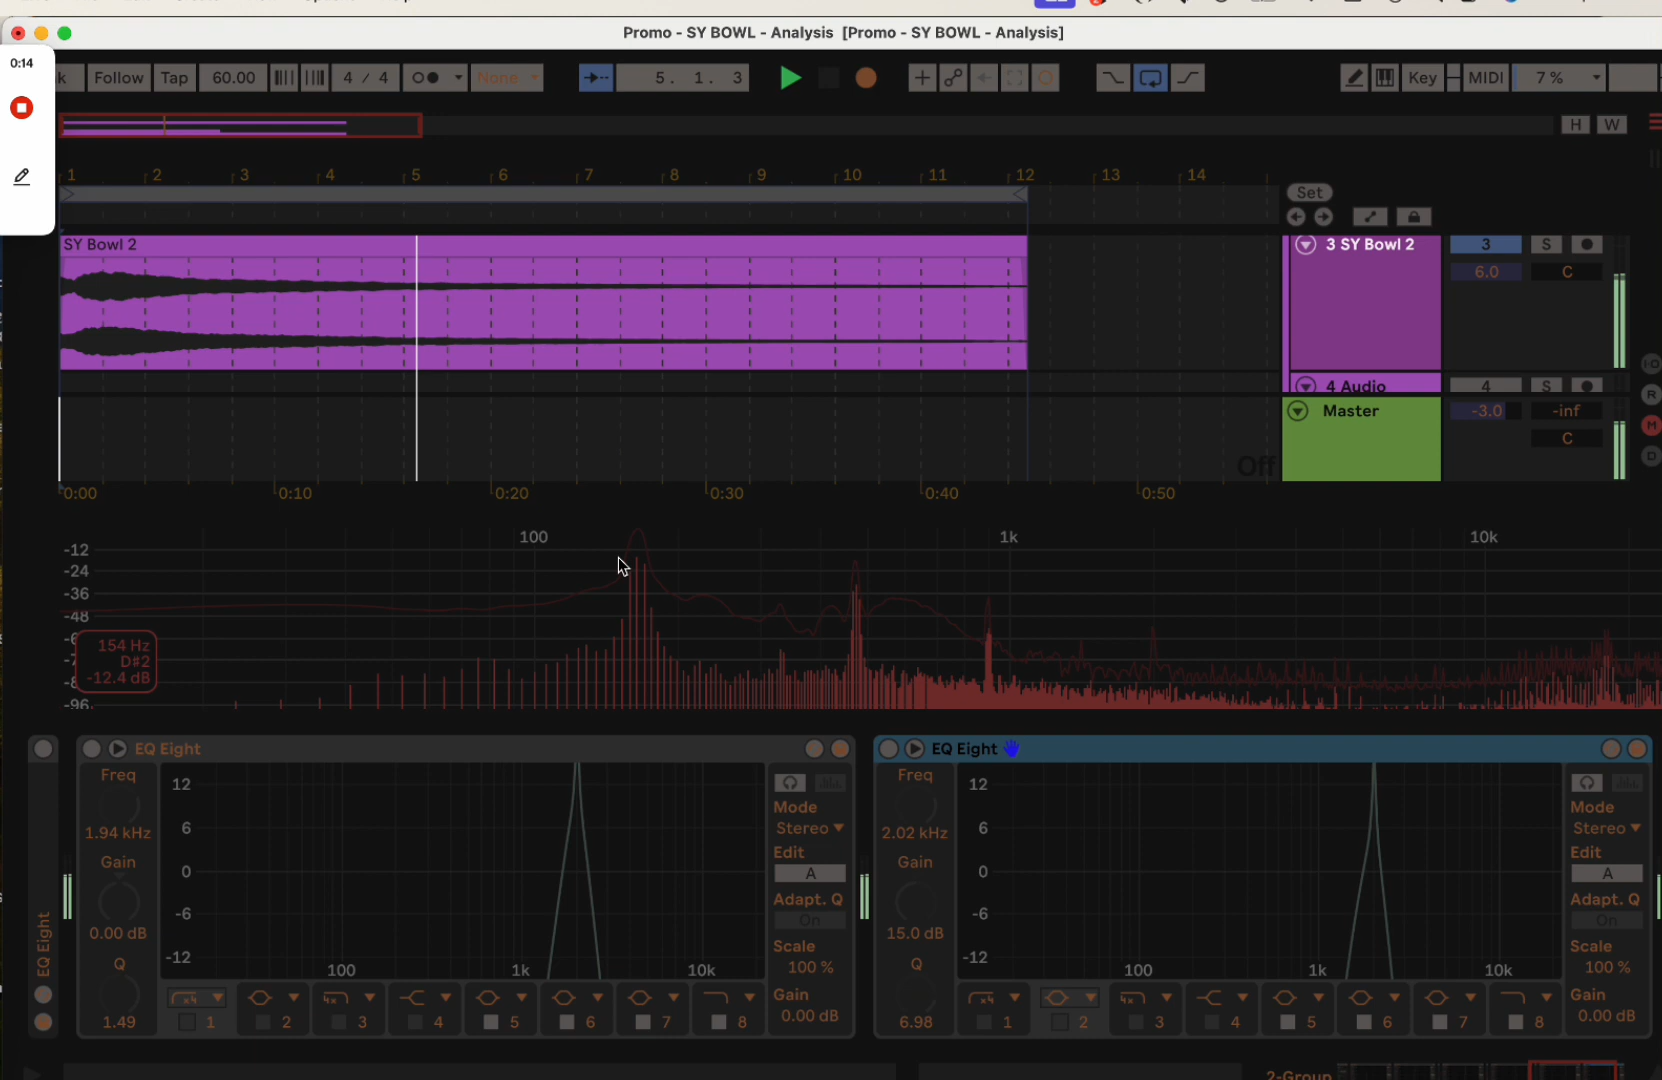 Promo - SY BOWL - Analysis  [Promo - SY BOWL - Analysis]
0:14
k Follow Tap 60.00 4 / 4 None 5. 1. 3 Key MIDI 7 %
H W
1 2 3 4 5 6 7 8 9 10 11 12 13 14
Set
SY Bowl 2
3 SY Bowl 2 3 S
6.0 C
4 Audio 4 S
Master -3.0 -inf
C
Off
I·O
R
M
D
0:00 0:10 0:20 0:30 0:40 0:50
100 1k 10k
-12
-24
-36
-48
-96
154 Hz
D#2
-12.4 dB
EQ Eight
EQ Eight
Freq
1.94 kHz
Gain
0.00 dB
Q
1.49
12
6
0
-6
-12
100 1k 10k
1 2 3 4 5 6 7 8
x4 4x
Mode
Stereo
Edit
A
Adapt. Q
On
Scale
100 %
Gain
0.00 dB
EQ Eight
Freq
2.02 kHz
Gain
15.0 dB
Q
6.98
12
6
0
-6
-12
100 1k 10k
x4 4x
1 2 3 4 5 6 7 8
Mode
Stereo
Edit
A
Adapt. Q
On
Scale
100 %
Gain
0.00 dB
2-Group